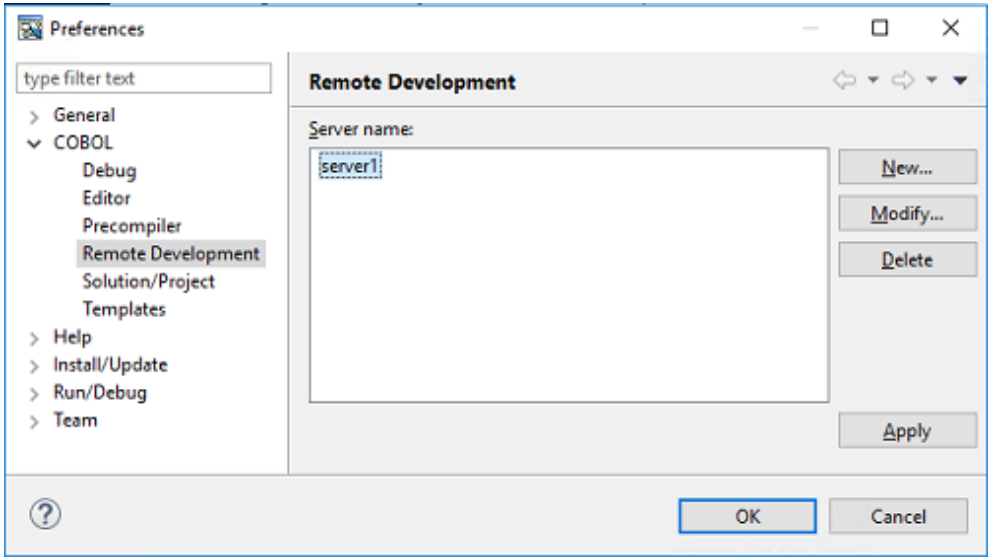 Preferences
type filter text
General
COBOL
Debug
Editor
Precompiler
Remote Development
Solution/Project
Templates
Help
Install/Update
Run/Debug
Team
Remote Development
Server name:
server1
New...
Modify...
Delete
Apply
?
OK
Cancel